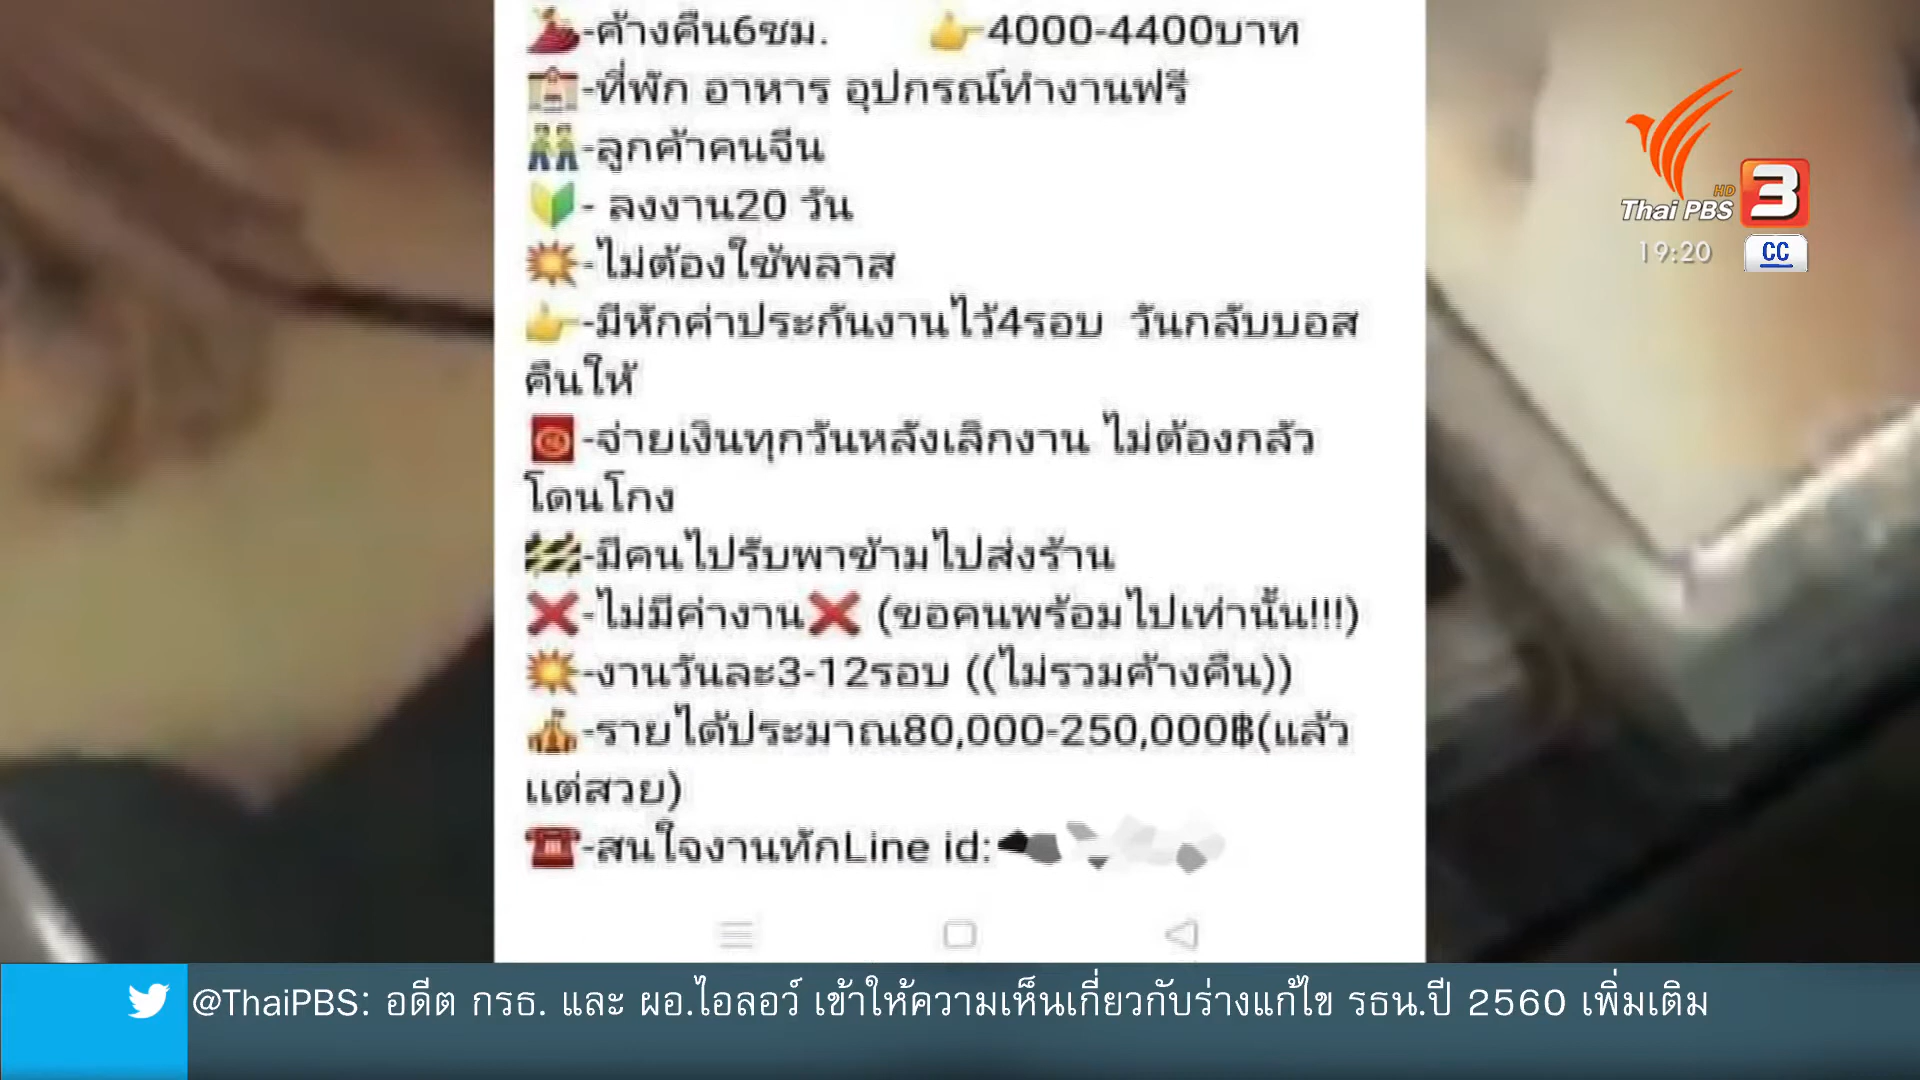 -ค้างคืน6ชม. 4000-4400บาท
-ที่พัก อาหาร อุปกรณ์ทำงานฟรี
-ลูกค้าคนจีน
- ลงงาน20 วัน
-ไม่ต้องใช้พลาส
-มีหักค่าประกันงานไว้4รอบ วันกลับบอส
คืนให้
-จ่ายเงินทุกวันหลังเลิกงาน ไม่ต้องกลัว
โดนโกง
-มีคนไปรับพาข้ามไปส่งร้าน
-ไม่มีค่างาน (ขอคนพร้อมไปเท่านั้น!!!)
-งานวันละ3-12รอบ ((ไม่รวมค้างคืน))
-รายได้ประมาณ80,000-250,000฿(แล้ว
แต่สวย)
-สนใจงานทักLine id:
Thai PBS HD 3
19:20 CC
@ThaiPBS: อดีต กรธ. และ ผอ.ไอลอว์ เข้าให้ความเห็นเกี่ยวกับร่างแก้ไข รธน.ปี 2560 เพิ่มเติม